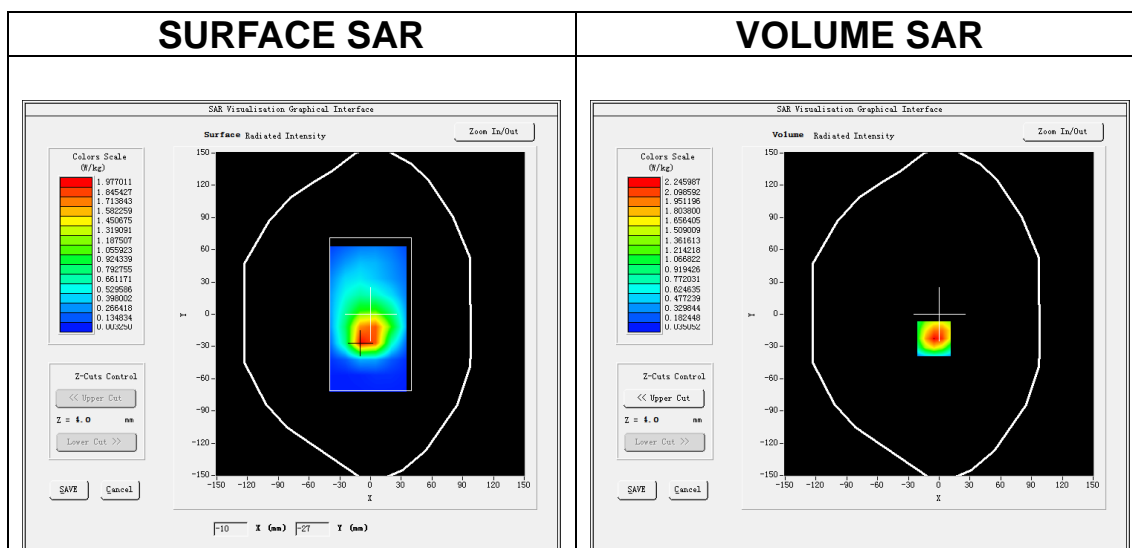 SURFACE SAR
VOLUME SAR
SAR Visualisation Graphical Interface
Surface Radiated Intensity
Zoom In/Out
Colors Scale
(W/kg)
1.977011
1.845427
1.713843
1.582259
1.450675
1.319091
1.187507
1.055923
0.924339
0.792755
0.661171
0.529586
0.398002
0.266418
0.134834
0.003250
150
120
90
60
30
0
-30
-60
-90
-120
-150
Y
-150 -120 -90 -60 -30 0 30 60 90 120 150
X
Z-Cuts Control
<< Upper Cut
Z = 4.0 mm
Lower Cut >>
SAVE Cancel
-10 X (mm) -27 Y (mm)
SAR Visualisation Graphical Interface
Volume Radiated Intensity
Zoom In/Out
Colors Scale
(W/kg)
2.245987
2.098592
1.951196
1.803800
1.656405
1.509009
1.361613
1.214218
1.066822
0.919426
0.772031
0.624635
0.477239
0.329844
0.182448
0.035052
150
120
90
60
30
0
-30
-60
-90
-120
-150
Y
-150 -120 -90 -60 -30 0 30 60 90 120 150
X
Z-Cuts Control
<< Upper Cut
Z = 4.0 mm
Lower Cut >>
SAVE Cancel